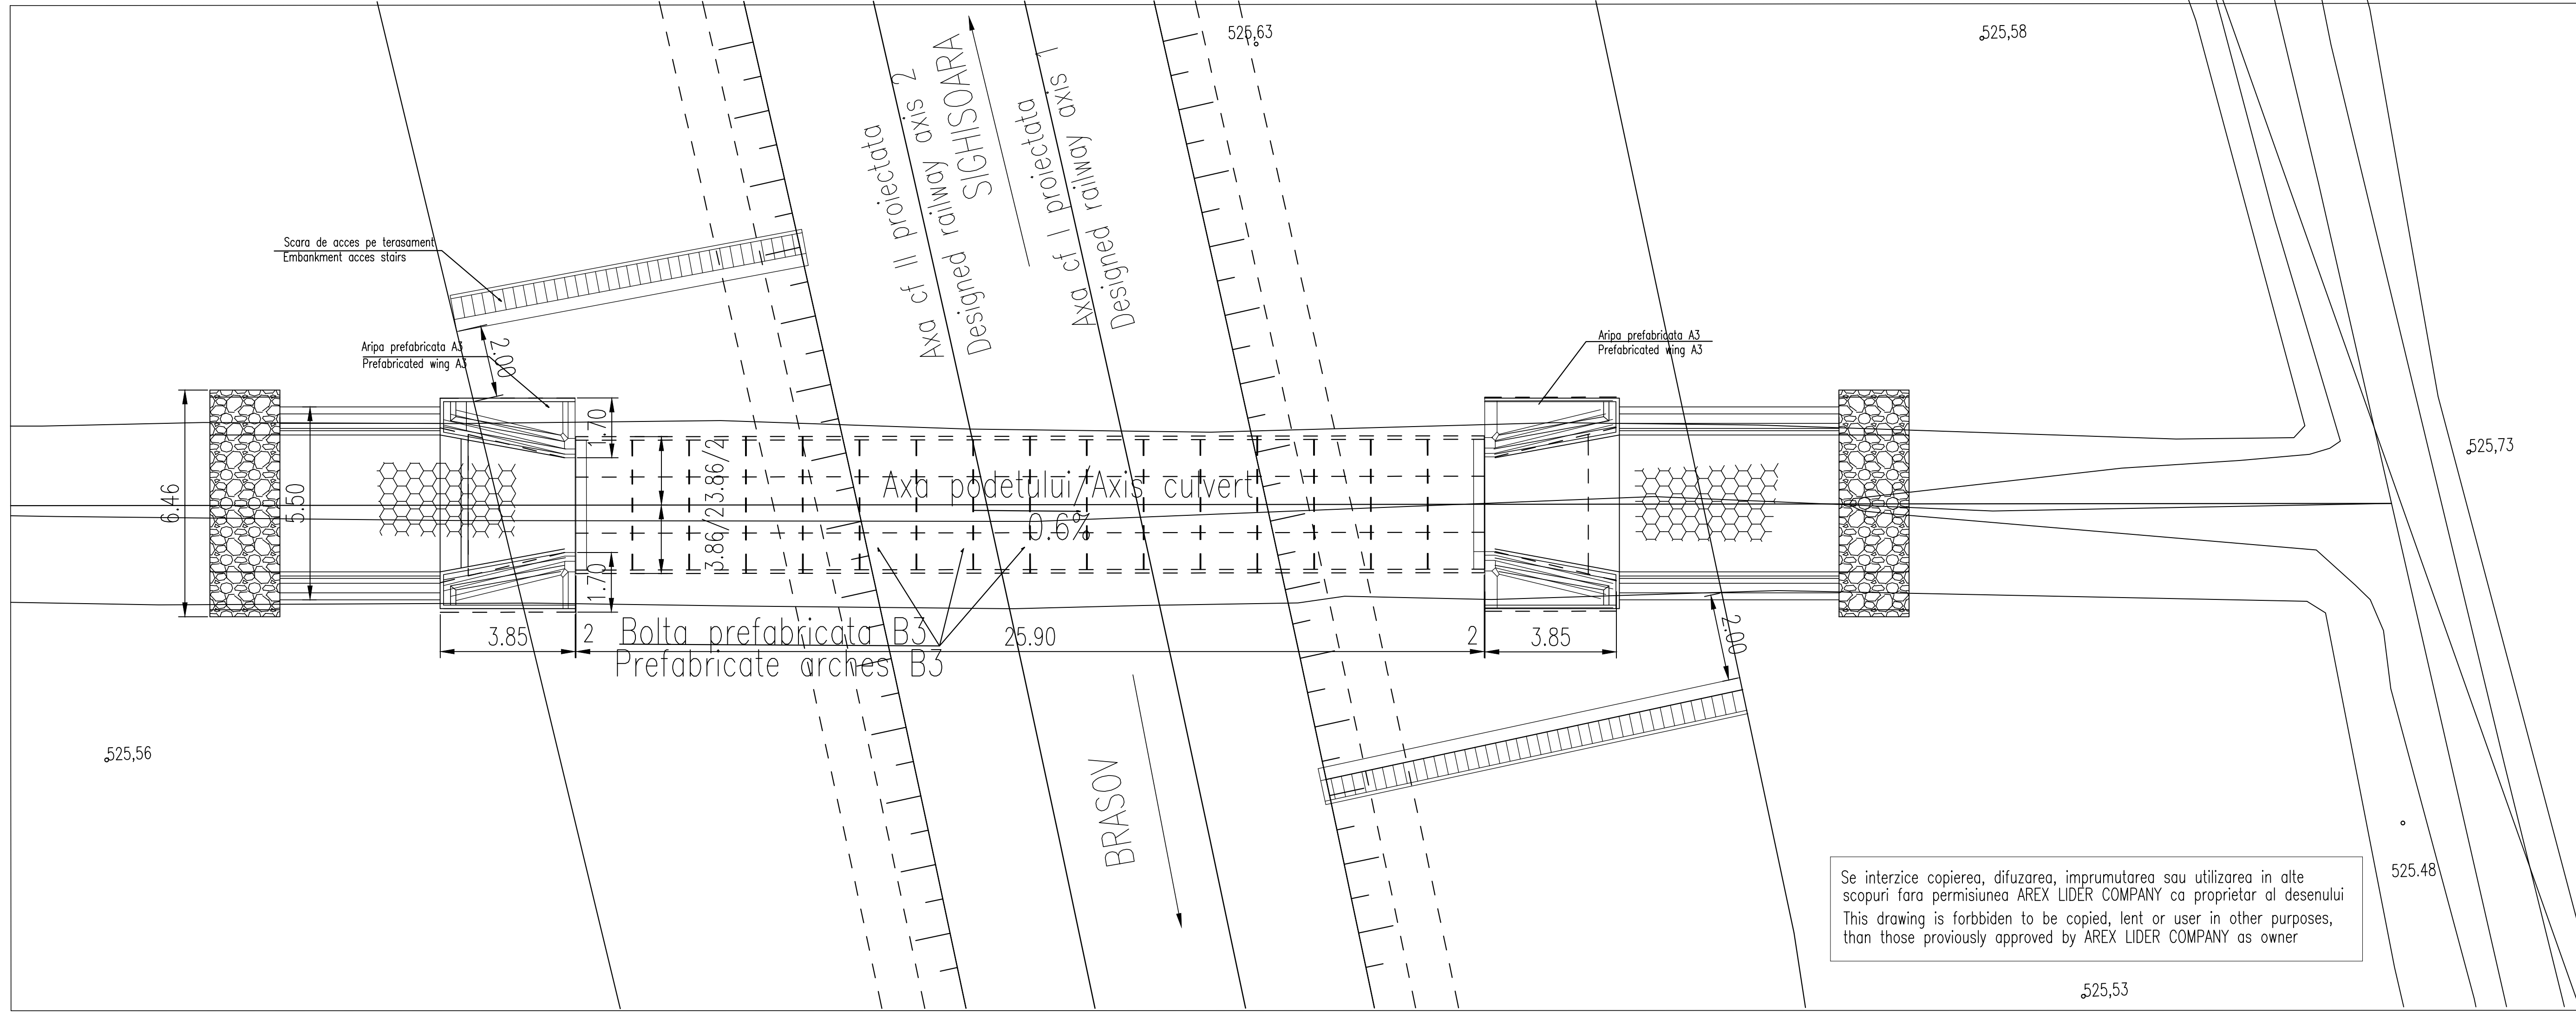 525,63
525,58
Axa cf II proiectata
Designed railway axis 2
SIGHISOARA
Axa cf I proiectata
Designed railway axis 1
Scara de acces pe terasament
Embankment acces stairs
2.00
Aripa prefabricata A3
Prefabricated wing A3
Aripa prefabricata A3
Prefabricated wing A3
1.70
525,73
6.46
5.50
3.86/2
3.86/2
Axa podetului/Axis culvert
0.6%
1.70
3.85
2
Bolta prefabricata B3
Prefabricate arches B3
25.90
2
3.85
2.00
BRASOV
525,56
525.48
Se interzice copierea, difuzarea, imprumutarea sau utilizarea in alte
scopuri fara permisiunea AREX LIDER COMPANY ca proprietar al desenului
This drawing is forbbiden to be copied, lent or user in other purposes,
than those proviously approved by AREX LIDER COMPANY as owner
525,53